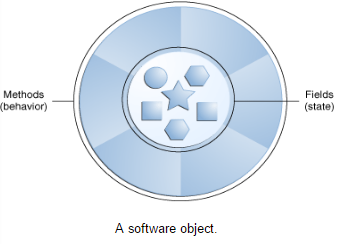 Methods
(behavior)
Fields
(state)
A software object.